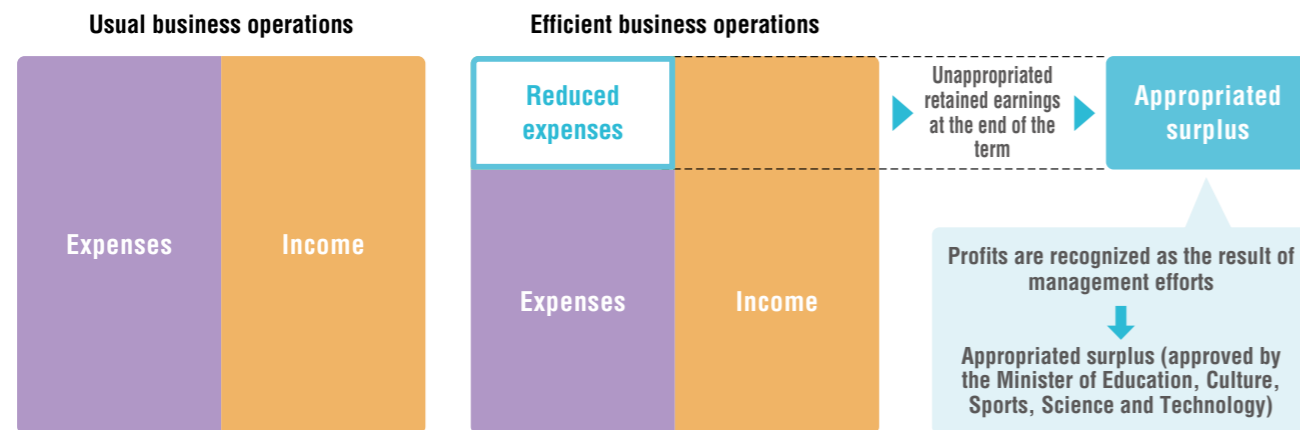 Usual business operations
Expenses
Income
Efficient business operations
Reduced
expenses
Expenses
Income
Unappropriated
retained earnings
at the end of the
term
Appropriated
surplus
Profits are recognized as the result of
management efforts
Appropriated surplus (approved by
the Minister of Education, Culture,
Sports, Science and Technology)